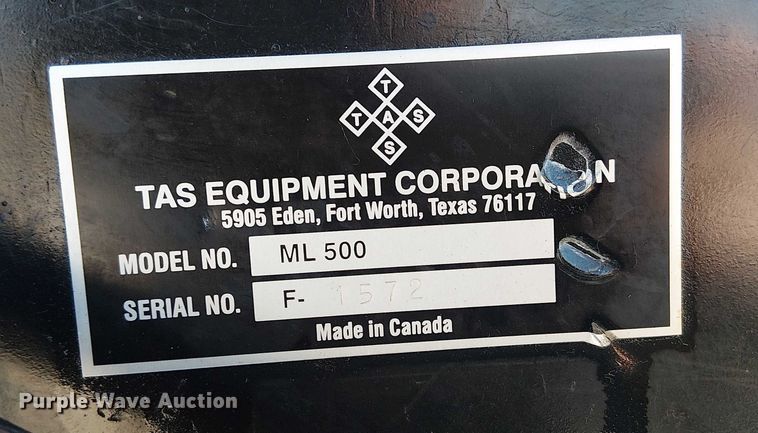 T
T A S
S
TAS EQUIPMENT CORPORATION
5905 Eden, Fort Worth, Texas 76117
MODEL NO. ML 500
SERIAL NO. F- 1572
Made in Canada
Purple Wave Auction